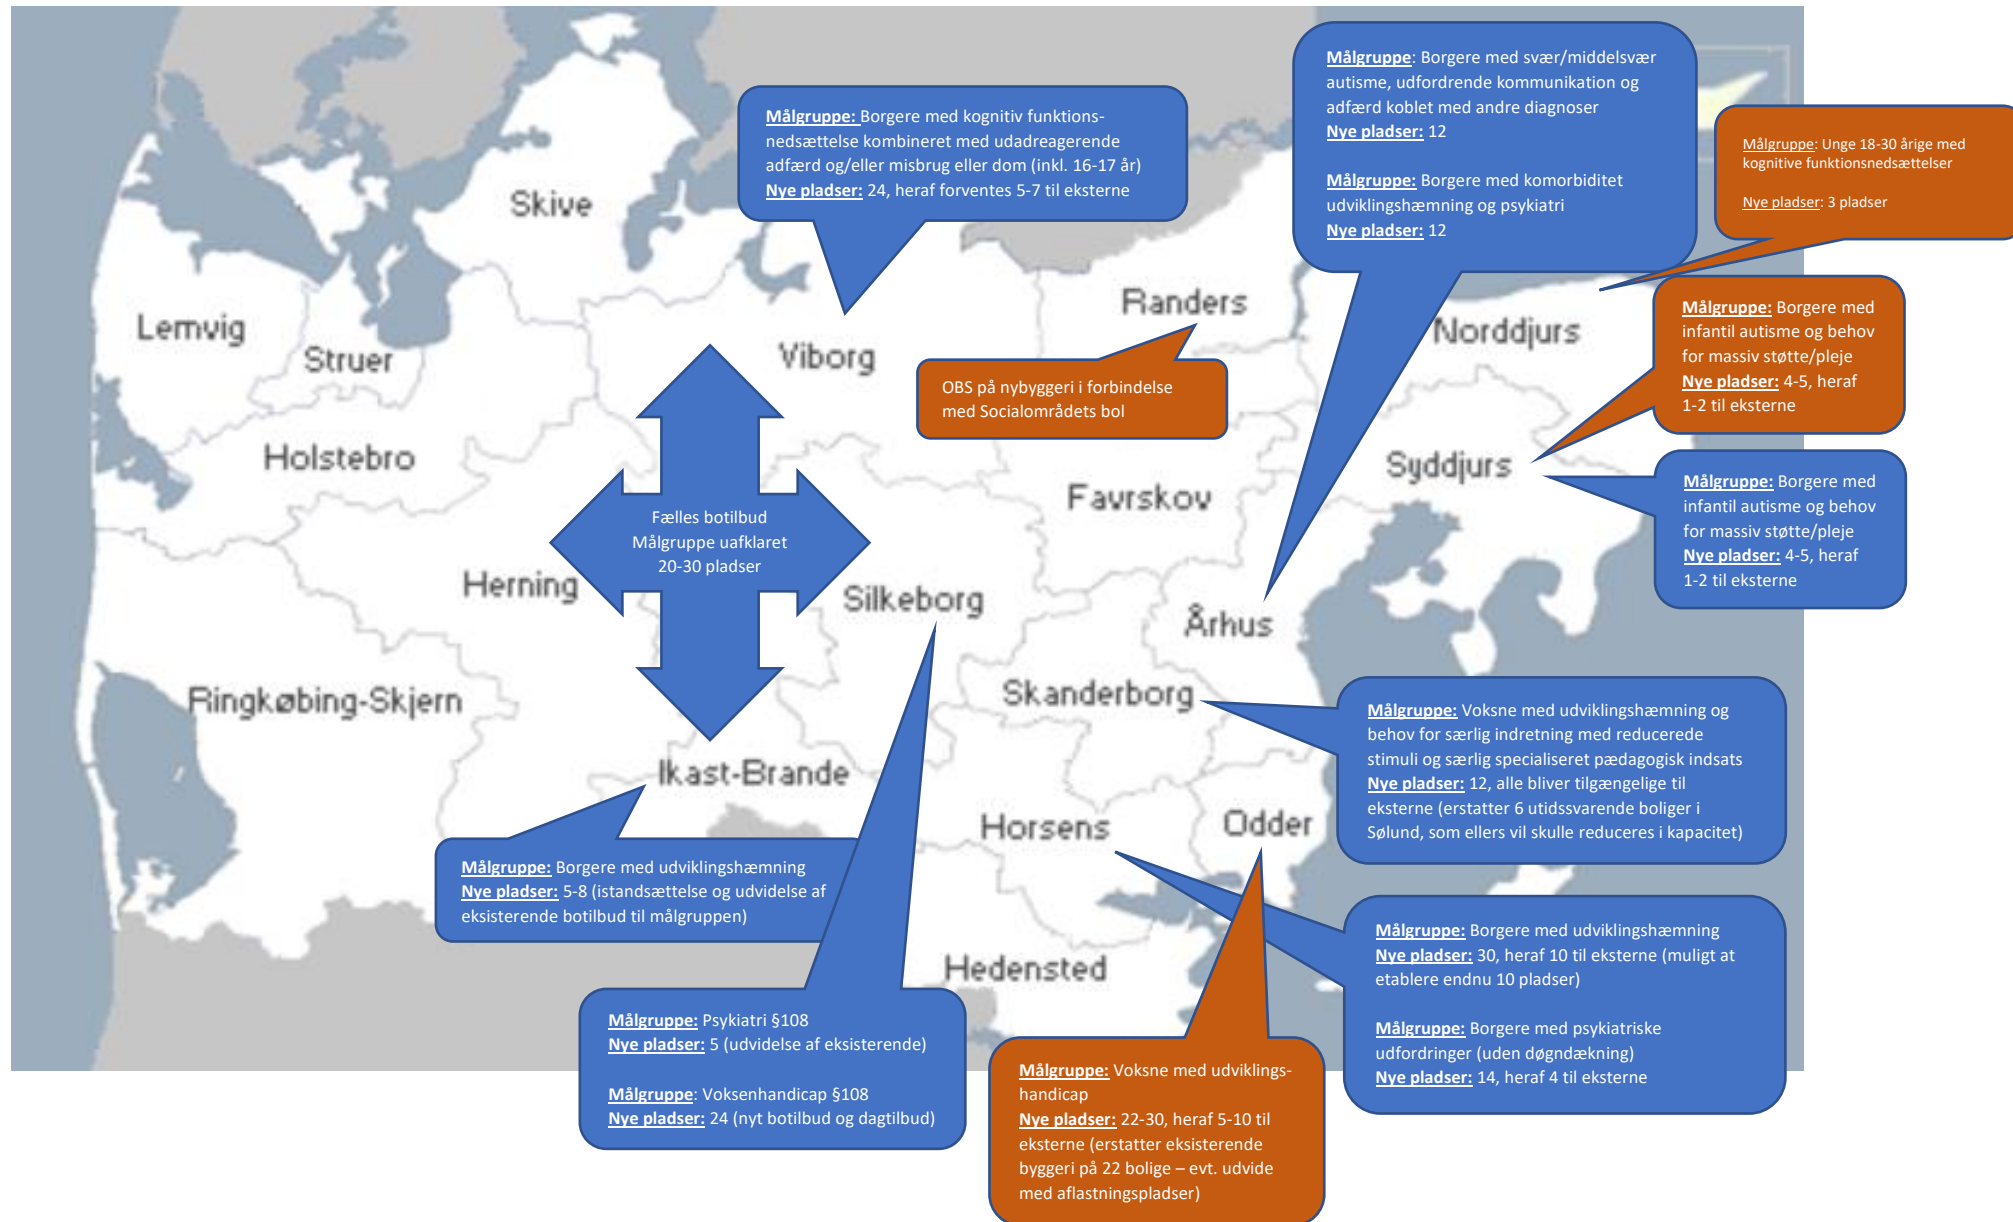 Målgruppe: Borgere med svær/middelsvær
autisme, udfordrende kommunikation og
adfærd koblet med andre diagnoser
Nye pladser: 12
Målgruppe: Borgere med komorbiditet
udviklingshæmning og psykiatri
Nye pladser: 12
Målgruppe: Borgere med kognitiv funktions-
nedsættelse kombineret med udadreagerende
adfærd og/eller misbrug eller dom (inkl. 16-17 år)
Nye pladser: 24, heraf forventes 5-7 til eksterne
Målgruppe: Unge 18-30 årige med
kognitive funktionsnedsættelser
Nye pladser: 3 pladser
Skive
Lemvig
Struer
Viborg
Randers
Norddjurs
Målgruppe: Borgere med
infantil autisme og behov
for massiv støtte/pleje
Nye pladser: 4-5, heraf
1-2 til eksterne
OBS på nybyggeri i forbindelse
med Socialområdets bol
Holstebro
Favrskov
Syddjurs
Målgruppe: Borgere med
infantil autisme og behov
for massiv støtte/pleje
Nye pladser: 4-5, heraf
1-2 til eksterne
Fælles botilbud
Målgruppe uafklaret
20-30 pladser
Herning
Silkeborg
Århus
Ringkøbing-Skjern
Skanderborg
Målgruppe: Voksne med udviklingshæmning og
behov for særlig indretning med reducerede
stimuli og særlig specialiseret pædagogisk indsats
Nye pladser: 12, alle bliver tilgængelige til
eksterne (erstatter 6 utidssvarende boliger i
Sølund, som ellers vil skulle reduceres i kapacitet)
Ikast-Brande
Horsens
Odder
Målgruppe: Borgere med udviklingshæmning
Nye pladser: 5-8 (istandsættelse og udvidelse af
eksisterende botilbud til målgruppen)
Hedensted
Målgruppe: Borgere med udviklingshæmning
Nye pladser: 30, heraf 10 til eksterne (muligt at
etablere endnu 10 pladser)
Målgruppe: Borgere med psykiatriske
udfordringer (uden døgndækning)
Nye pladser: 14, heraf 4 til eksterne
Målgruppe: Psykiatri §108
Nye pladser: 5 (udvidelse af eksisterende)
Målgruppe: Voksenhandicap §108
Nye pladser: 24 (nyt botilbud og dagtilbud)
Målgruppe: Voksne med udviklings-
handicap
Nye pladser: 22-30, heraf 5-10 til
eksterne (erstatter eksisterende
byggeri på 22 bolige – evt. udvide
med aflastningspladser)